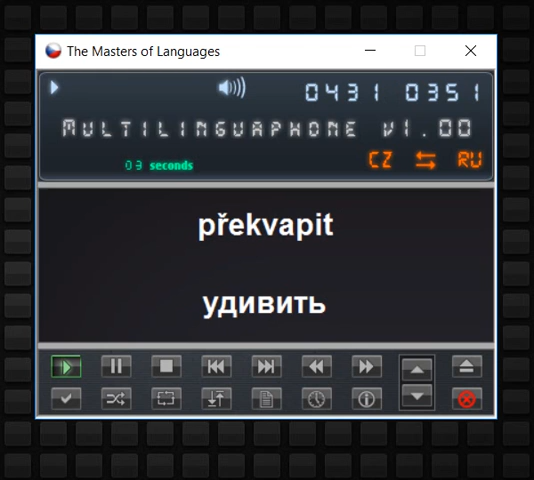 The Masters of Languages
0431 0351
MULTILINGUAPHONE v1.00
03 seconds
CZ ⇆ RU
překvapit
удивить